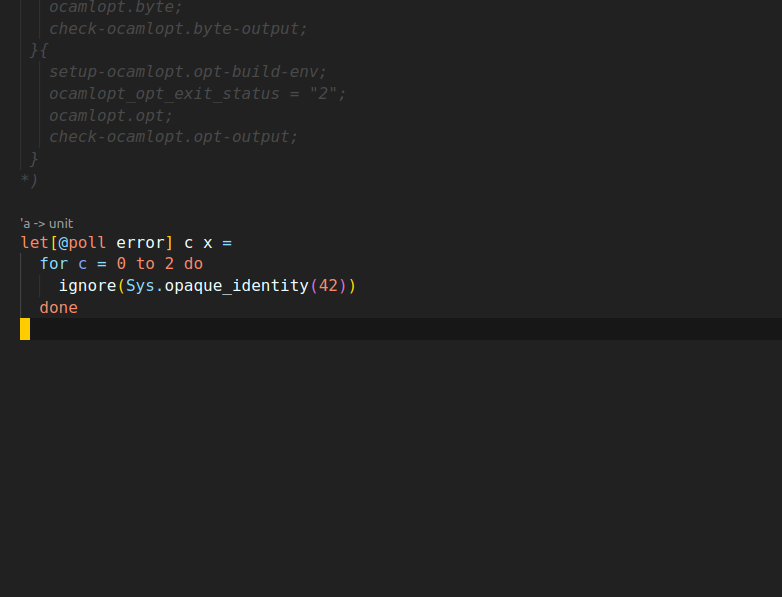 ocamlopt.byte;
check-ocamlopt.byte-output;
}{
setup-ocamlopt.opt-build-env;
ocamlopt_opt_exit_status = "2";
ocamlopt.opt;
check-ocamlopt.opt-output;
}
*)
'a -> unit
let[@poll error] c x =
for c = 0 to 2 do
ignore(Sys.opaque_identity(42))
done